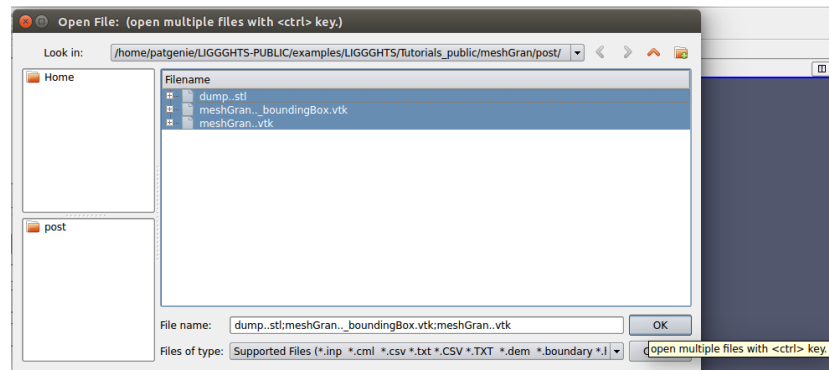 Open File: (open multiple files with <ctrl> key.)
Look in: /home/patgenie/LIGGGHTS-PUBLIC/examples/LIGGGHTS/Tutorials_public/meshGran/post/
Home
Filename
dump..stl
meshGran.._boundingBox.vtk
meshGran..vtk
post
File name: dump..stl;meshGran.._boundingBox.vtk;meshGran..vtk OK
Files of type: Supported Files (*.inp *.cml *.csv *.txt *.CSV *.TXT *.dem *.boundary *.l
open multiple files with <ctrl> key.